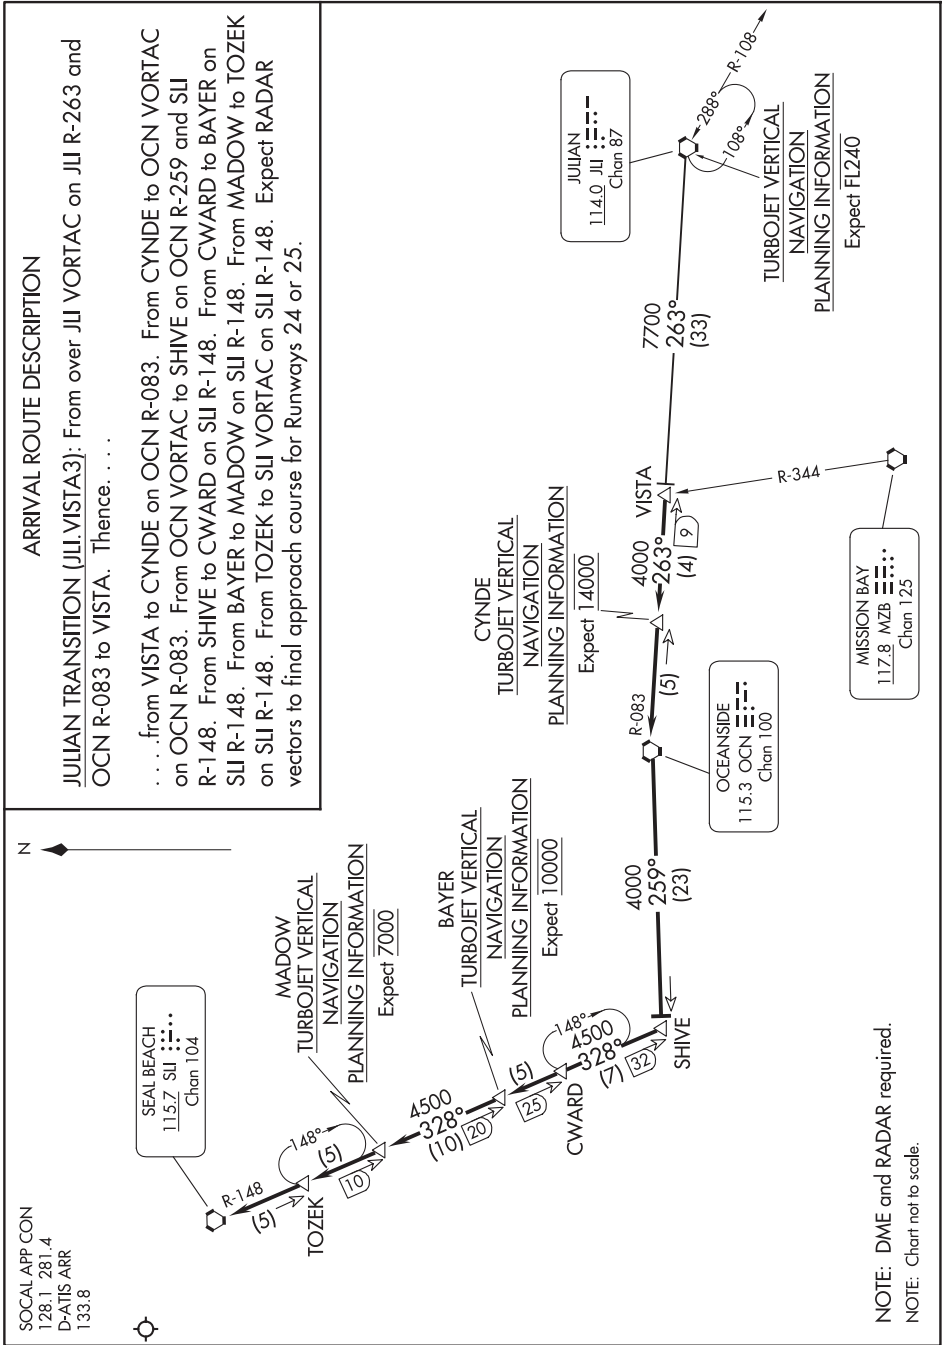 SOCAL APP CON
128.1 281.4
D-ATIS ARR
133.8
N
ARRIVAL ROUTE DESCRIPTION
JULIAN TRANSITION (JLI.VISTA3): From over JLI VORTAC on JLI R-263 and
OCN R-083 to VISTA. Thence. . . .
. . . .from VISTA to CYNDE on OCN R-083. From CYNDE to OCN VORTAC
on OCN R-083. From OCN VORTAC to SHIVE on OCN R-259 and SLI
R-148. From SHIVE to CWARD on SLI R-148. From CWARD to BAYER on
SLI R-148. From BAYER to MADOW on SLI R-148. From MADOW to TOZEK
on SLI R-148. From TOZEK to SLI VORTAC on SLI R-148. Expect RADAR
vectors to final approach course for Runways 24 or 25.
SEAL BEACH
115.7 SLI
Chan 104
R-148
(5)
TOZEK
148°
(5)
10
MADOW
TURBOJET VERTICAL
NAVIGATION
PLANNING INFORMATION
Expect 7000
4500
328°
(10)
20
BAYER
TURBOJET VERTICAL
NAVIGATION
PLANNING INFORMATION
Expect 10000
(5)
25
CWARD
148°
4500
328°
(7)
32
SHIVE
4000
259°
(23)
OCEANSIDE
115.3 OCN
Chan 100
R-083
(5)
CYNDE
TURBOJET VERTICAL
NAVIGATION
PLANNING INFORMATION
Expect 14000
4000
263°
(4)
9
VISTA
R-344
MISSION BAY
117.8 MZB
Chan 125
7700
263°
(33)
JULIAN
114.0 JLI
Chan 87
288°
R-108
108°
TURBOJET VERTICAL
NAVIGATION
PLANNING INFORMATION
Expect FL240
NOTE: DME and RADAR required.
NOTE: Chart not to scale.